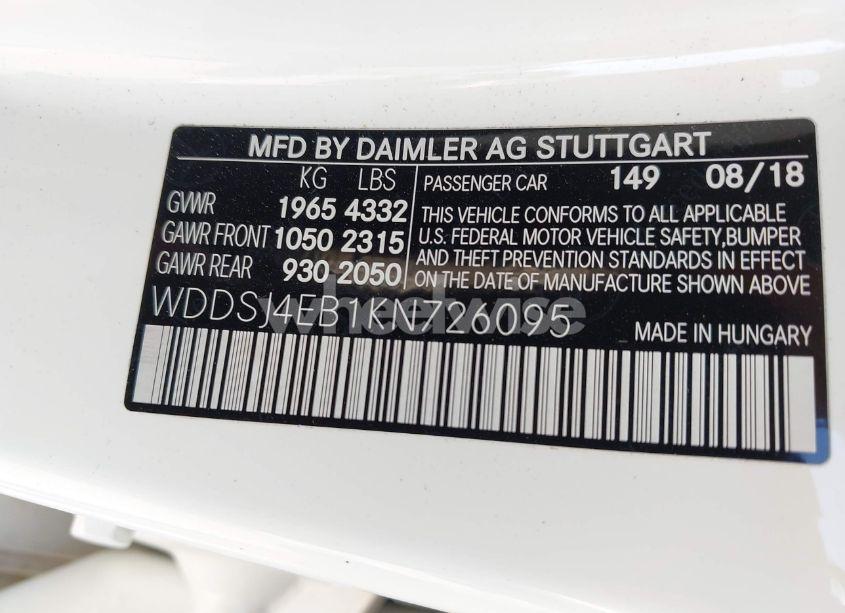 MFD BY DAIMLER AG STUTTGART
KG LBS
GVWR 1965 4332
GAWR FRONT 1050 2315
GAWR REAR 930 2050
PASSENGER CAR 149 08/18
THIS VEHICLE CONFORMS TO ALL APPLICABLE
U.S. FEDERAL MOTOR VEHICLE SAFETY,BUMPER
AND THEFT PREVENTION STANDARDS IN EFFECT
ON THE DATE OF MANUFACTURE SHOWN ABOVE
WDDSJ4EB1KN726095
wheelwase
MADE IN HUNGARY